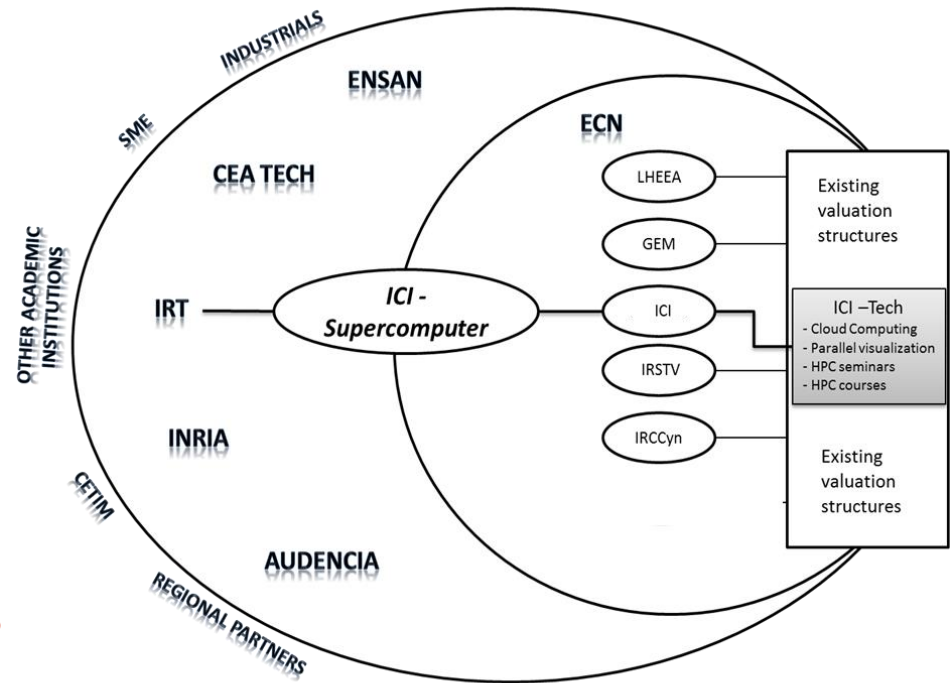 INDUSTRIALS
ENSAN
SME
ECN
CEA TECH
LHEEA
Existing
valuation
structures
GEM
OTHER ACADEMIC
INSTITUTIONS
IRT
ICI -
Supercomputer
ICI
ICI –Tech
- Cloud Computing
- Parallel visualization
- HPC seminars
- HPC courses
IRSTV
INRIA
IRCCyn
Existing
valuation
structures
CETIM
AUDENCIA
REGIONAL PARTNERS